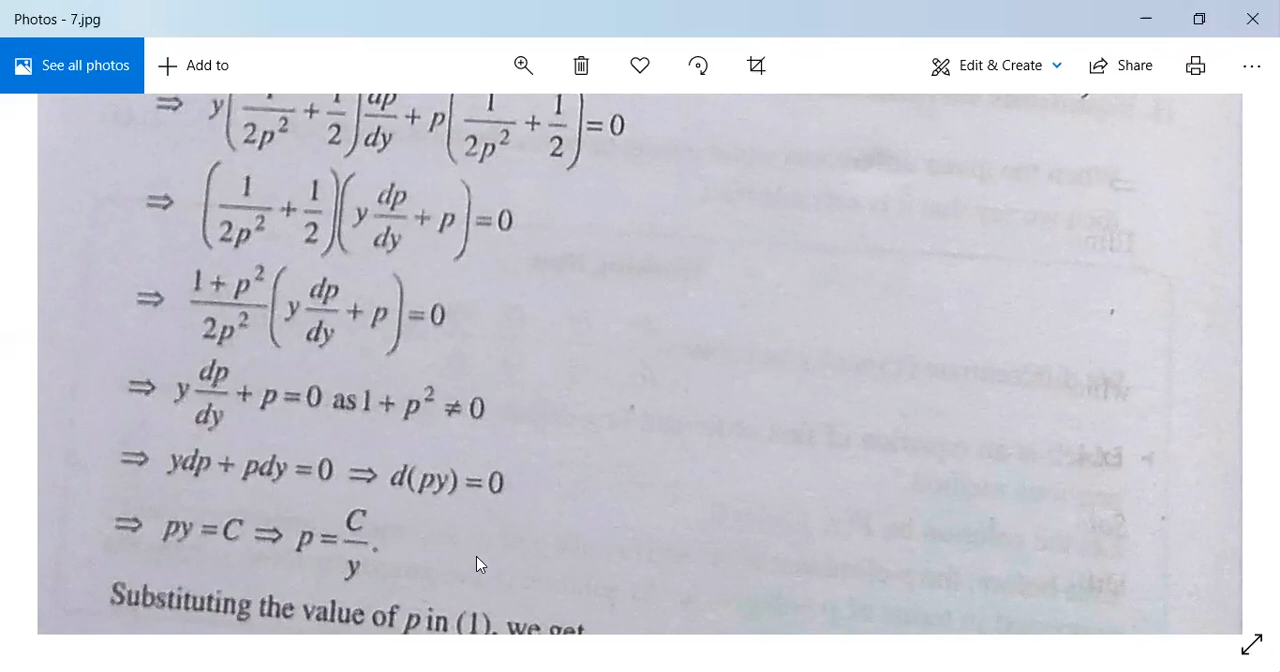 Photos - 7.jpg
See all photos
Add to
Edit & Create
Share
⇒ y(1/2p² + 1/2)dp/dy + p(1/2p² + 1/2) = 0
⇒ (1/2p² + 1/2)(y dp/dy + p) = 0
⇒ 1 + p²/2p² (y dp/dy + p) = 0
⇒ y dp/dy + p = 0 as 1 + p² ≠ 0
⇒ ydp + pdy = 0 ⇒ d(py) = 0
⇒ py = C ⇒ p = C/y.
Substituting the value of p in (1), we get